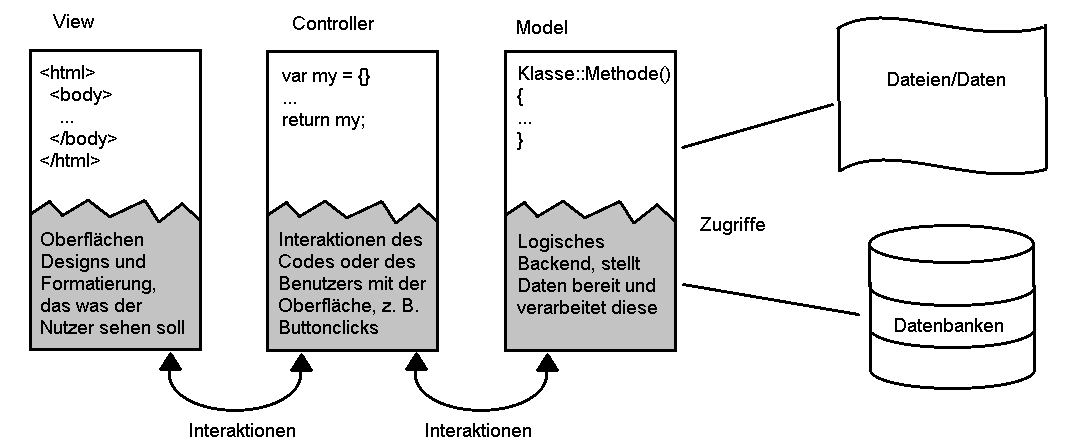 View
<html>
<body>
...
</body>
</html>
Oberflächen
Designs und
Formatierung,
das was der
Nutzer sehen soll
Controller
var my = {}
...
return my;
Interaktionen des
Codes oder des
Benutzers mit der
Oberfläche, z. B.
Buttonclicks
Model
Klasse::Methode()
{
...
}
Logisches
Backend, stellt
Daten bereit und
verarbeitet diese
Dateien/Daten
Zugriffe
Datenbanken
Interaktionen
Interaktionen